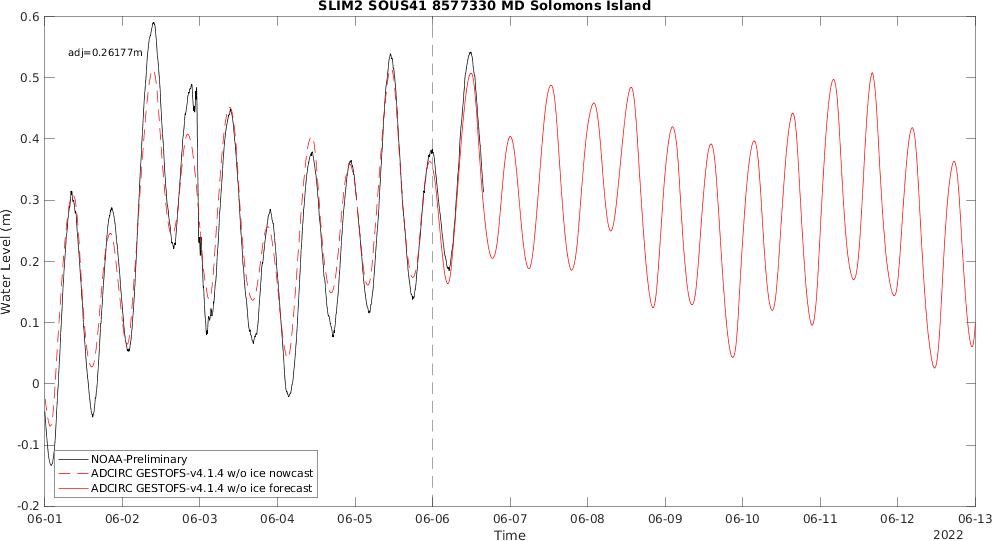 SLIM2 SOUS41 8577330 MD Solomons Island
adj=0.26177m
0.6
0.5
0.4
0.3
0.2
0.1
0
-0.1
-0.2
Water Level (m)
NOAA-Preliminary
ADCIRC GESTOFS-v4.1.4 w/o ice nowcast
ADCIRC GESTOFS-v4.1.4 w/o ice forecast
06-01 06-02 06-03 06-04 06-05 06-06 06-07 06-08 06-09 06-10 06-11 06-12 06-13
Time
2022